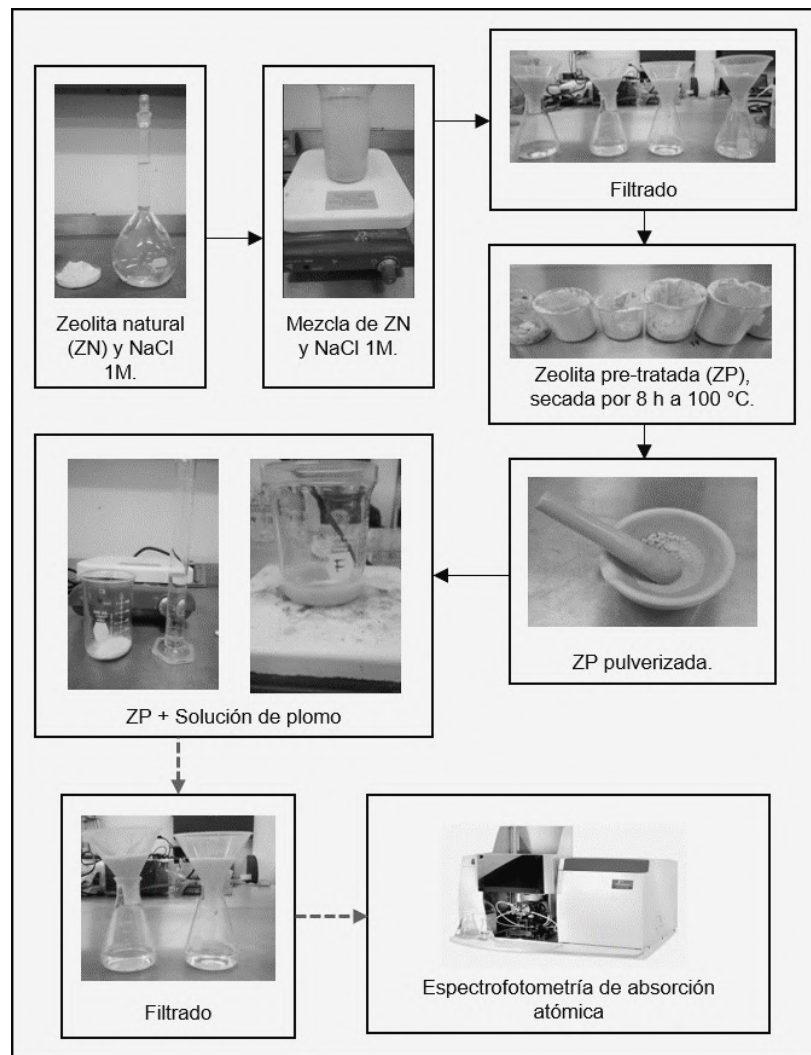 Zeolita natural
(ZN) y NaCl
1M.
Mezcla de ZN
y NaCl 1M.
Filtrado
Zeolita pre-tratada (ZP),
secada por 8 h a 100 °C.
ZP pulverizada.
ZP + Solución de plomo
Filtrado
Espectrofotometría de absorción
atómica